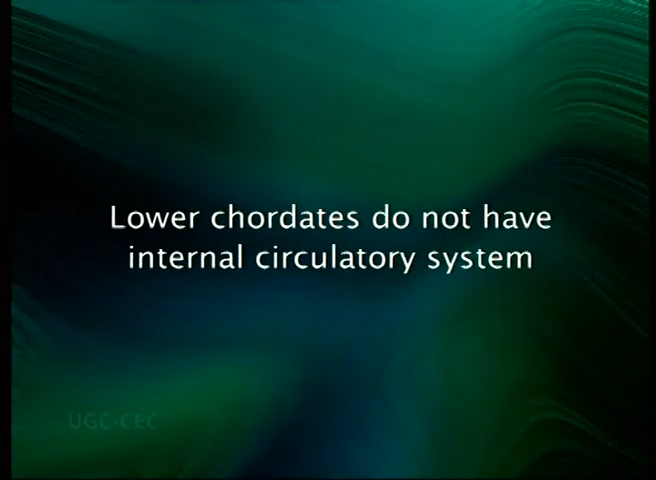 Lower chordates do not have
internal circulatory system
UGC-CEC